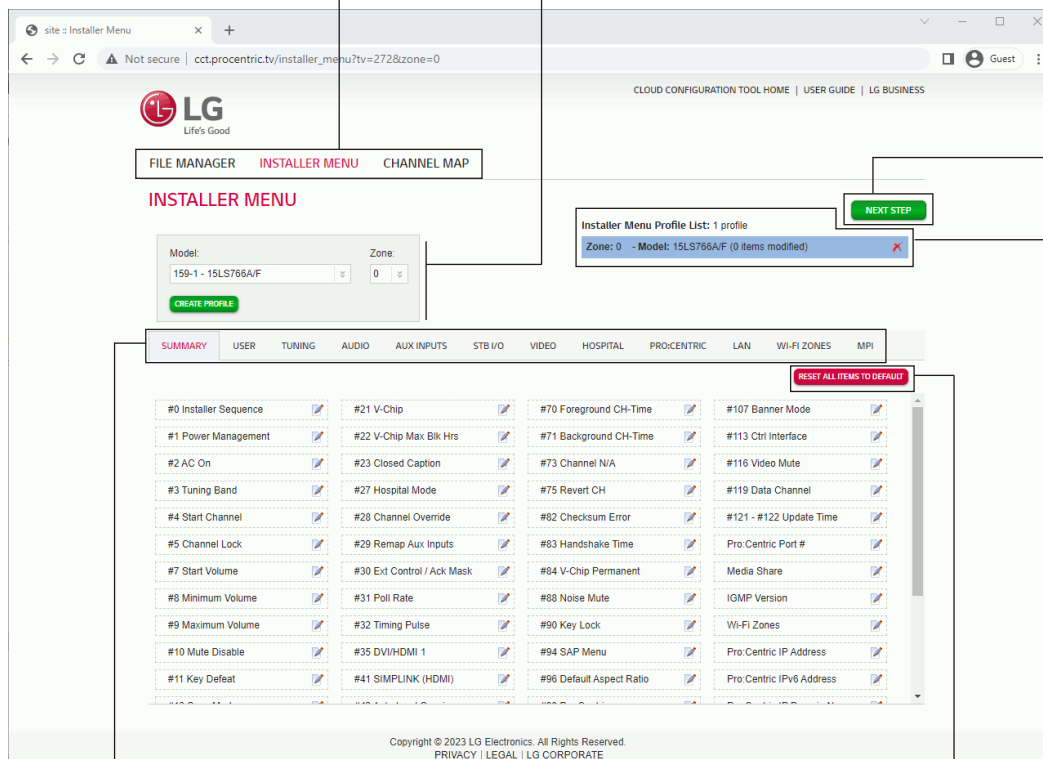 site :: Installer Menu
Not secure | cct.procentric.tv/installer_menu?tv=272&zone=0
Guest
CLOUD CONFIGURATION TOOL HOME | USER GUIDE | LG BUSINESS
LG
Life's Good
FILE MANAGER INSTALLER MENU CHANNEL MAP
INSTALLER MENU
NEXT STEP
Installer Menu Profile List: 1 profile
Zone: 0 - Model: 15LS766A/F (0 items modified)
Model: Zone:
159-1 - 15LS766A/F 0
CREATE PROFILE
SUMMARY USER TUNING AUDIO AUX INPUTS STB I/O VIDEO HOSPITAL PRO:CENTRIC LAN WI-FI ZONES MPI
RESET ALL ITEMS TO DEFAULT
#0 Installer Sequence #21 V-Chip #70 Foreground CH-Time #107 Banner Mode
#1 Power Management #22 V-Chip Max Blk Hrs #71 Background CH-Time #113 Ctrl Interface
#2 AC On #23 Closed Caption #73 Channel N/A #116 Video Mute
#3 Tuning Band #27 Hospital Mode #75 Revert CH #119 Data Channel
#4 Start Channel #28 Channel Override #82 Checksum Error #121 - #122 Update Time
#5 Channel Lock #29 Remap Aux Inputs #83 Handshake Time Pro:Centric Port #
#7 Start Volume #30 Ext Control / Ack Mask #84 V-Chip Permanent Media Share
#8 Minimum Volume #31 Poll Rate #88 Noise Mute IGMP Version
#9 Maximum Volume #32 Timing Pulse #90 Key Lock Wi-Fi Zones
#10 Mute Disable #35 DVI/HDMI 1 #94 SAP Menu Pro:Centric IP Address
#11 Key Defeat #41 SIMPLINK (HDMI) #96 Default Aspect Ratio Pro:Centric IPv6 Address
Copyright © 2023 LG Electronics. All Rights Reserved.
PRIVACY | LEGAL | LG CORPORATE